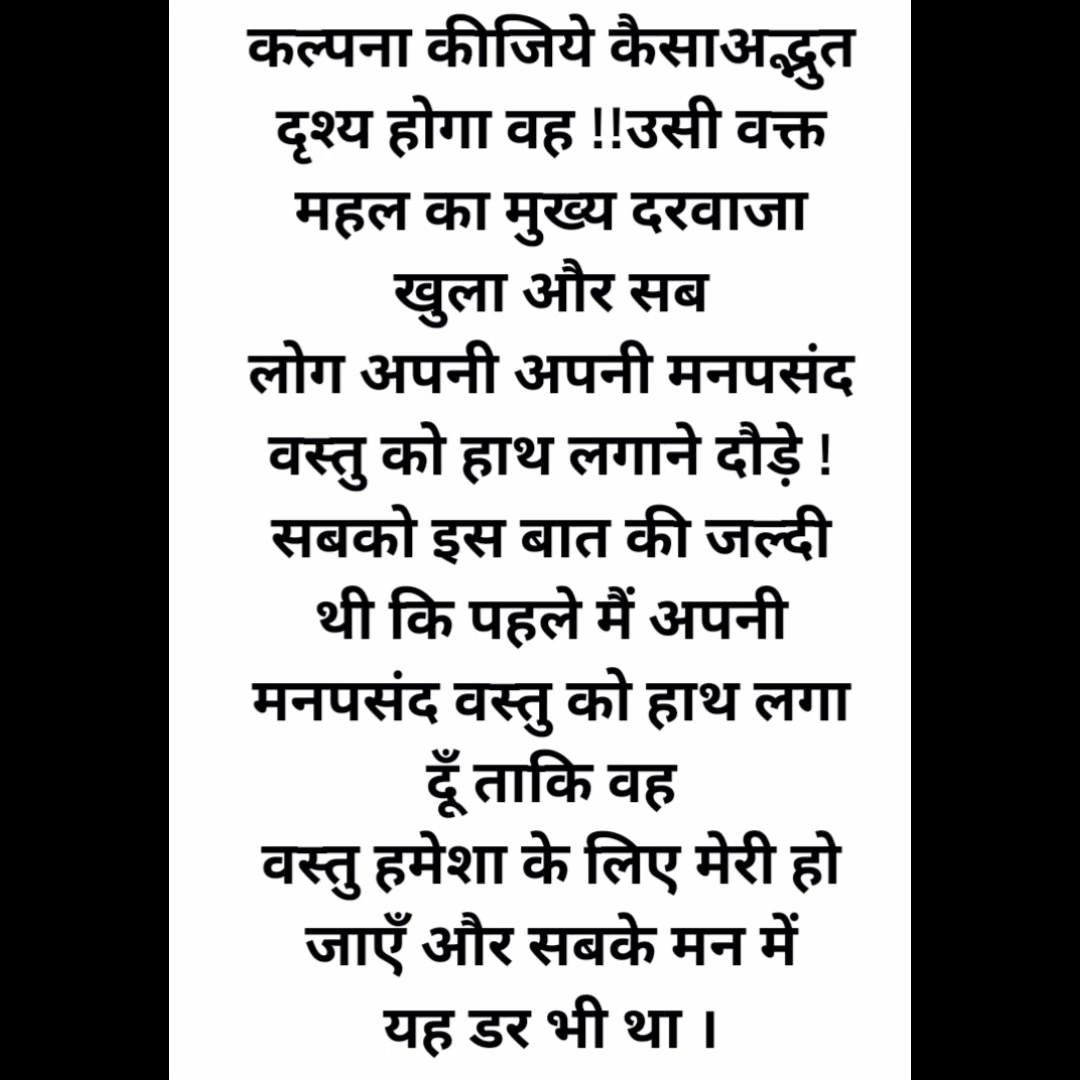 कल्पना कीजिये कैसाअद्भुत
दृश्य होगा वह !!उसी वक्त
महल का मुख्य दरवाजा
खुला और सब
लोग अपनी अपनी मनपसंद
वस्तु को हाथ लगाने दौड़े !
सबको इस बात की जल्दी
थी कि पहले मैं अपनी
मनपसंद वस्तु को हाथ लगा
दूँ ताकि वह
वस्तु हमेशा के लिए मेरी हो
जाएँ और सबके मन में
यह डर भी था ।